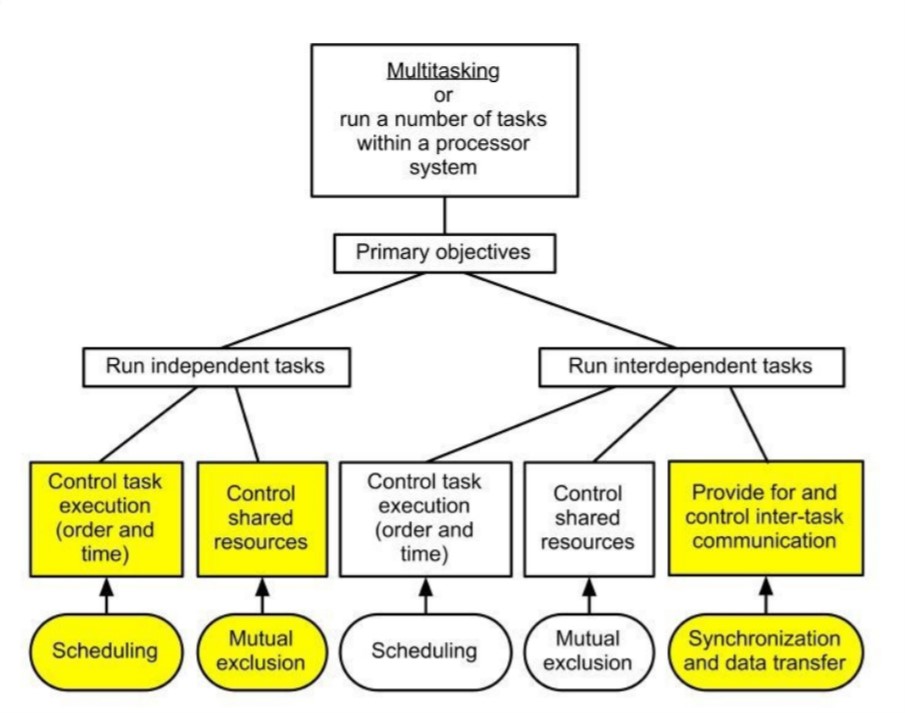 Multitasking
or
run a number of tasks
within a processor
system
Primary objectives
Run independent tasks
Run interdependent tasks
Control task
execution
(order and
time)
Control
shared
resources
Control task
execution
(order and
time)
Control
shared
resources
Provide for and
control inter-task
communication
Scheduling
Mutual
exclusion
Scheduling
Mutual
exclusion
Synchronization
and data transfer